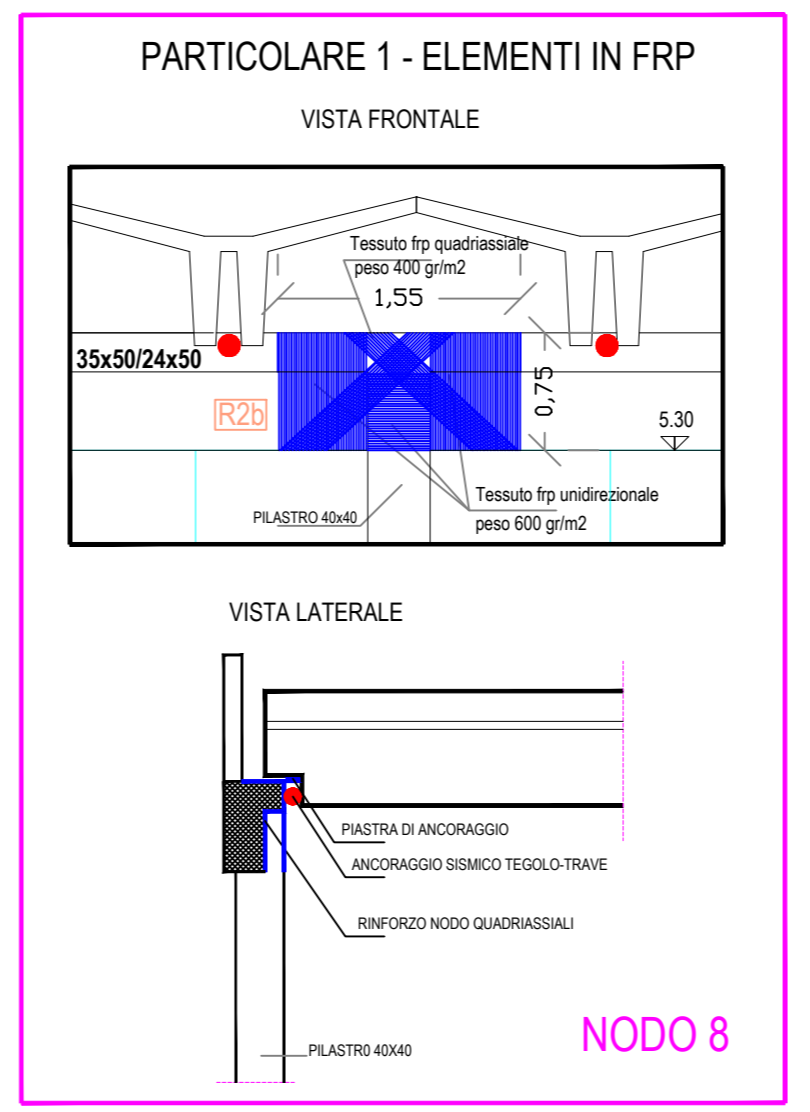 PARTICOLARE 1 - ELEMENTI IN FRP
VISTA FRONTALE
Tessuto frp quadriassiale
peso 400 gr/m2
1,55
35x50/24x50
0,75
R2b
5.30
Tessuto frp unidirezionale
peso 600 gr/m2
PILASTRO 40x40
VISTA LATERALE
PIASTRA DI ANCORAGGIO
ANCORAGGIO SISMICO TEGOLO-TRAVE
RINFORZO NODO QUADRIASSIALI
NODO 8
PILASTR0 40X40